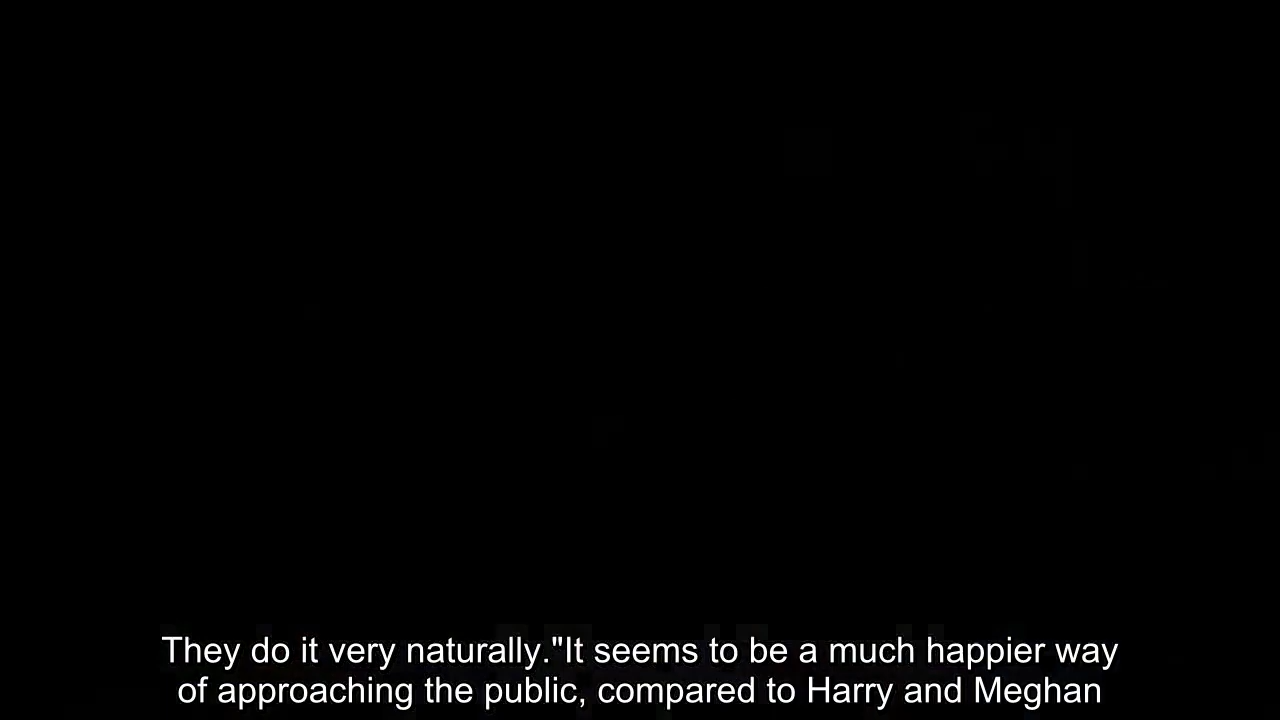 They do it very naturally."It seems to be a much happier way
of approaching the public, compared to Harry and Meghan